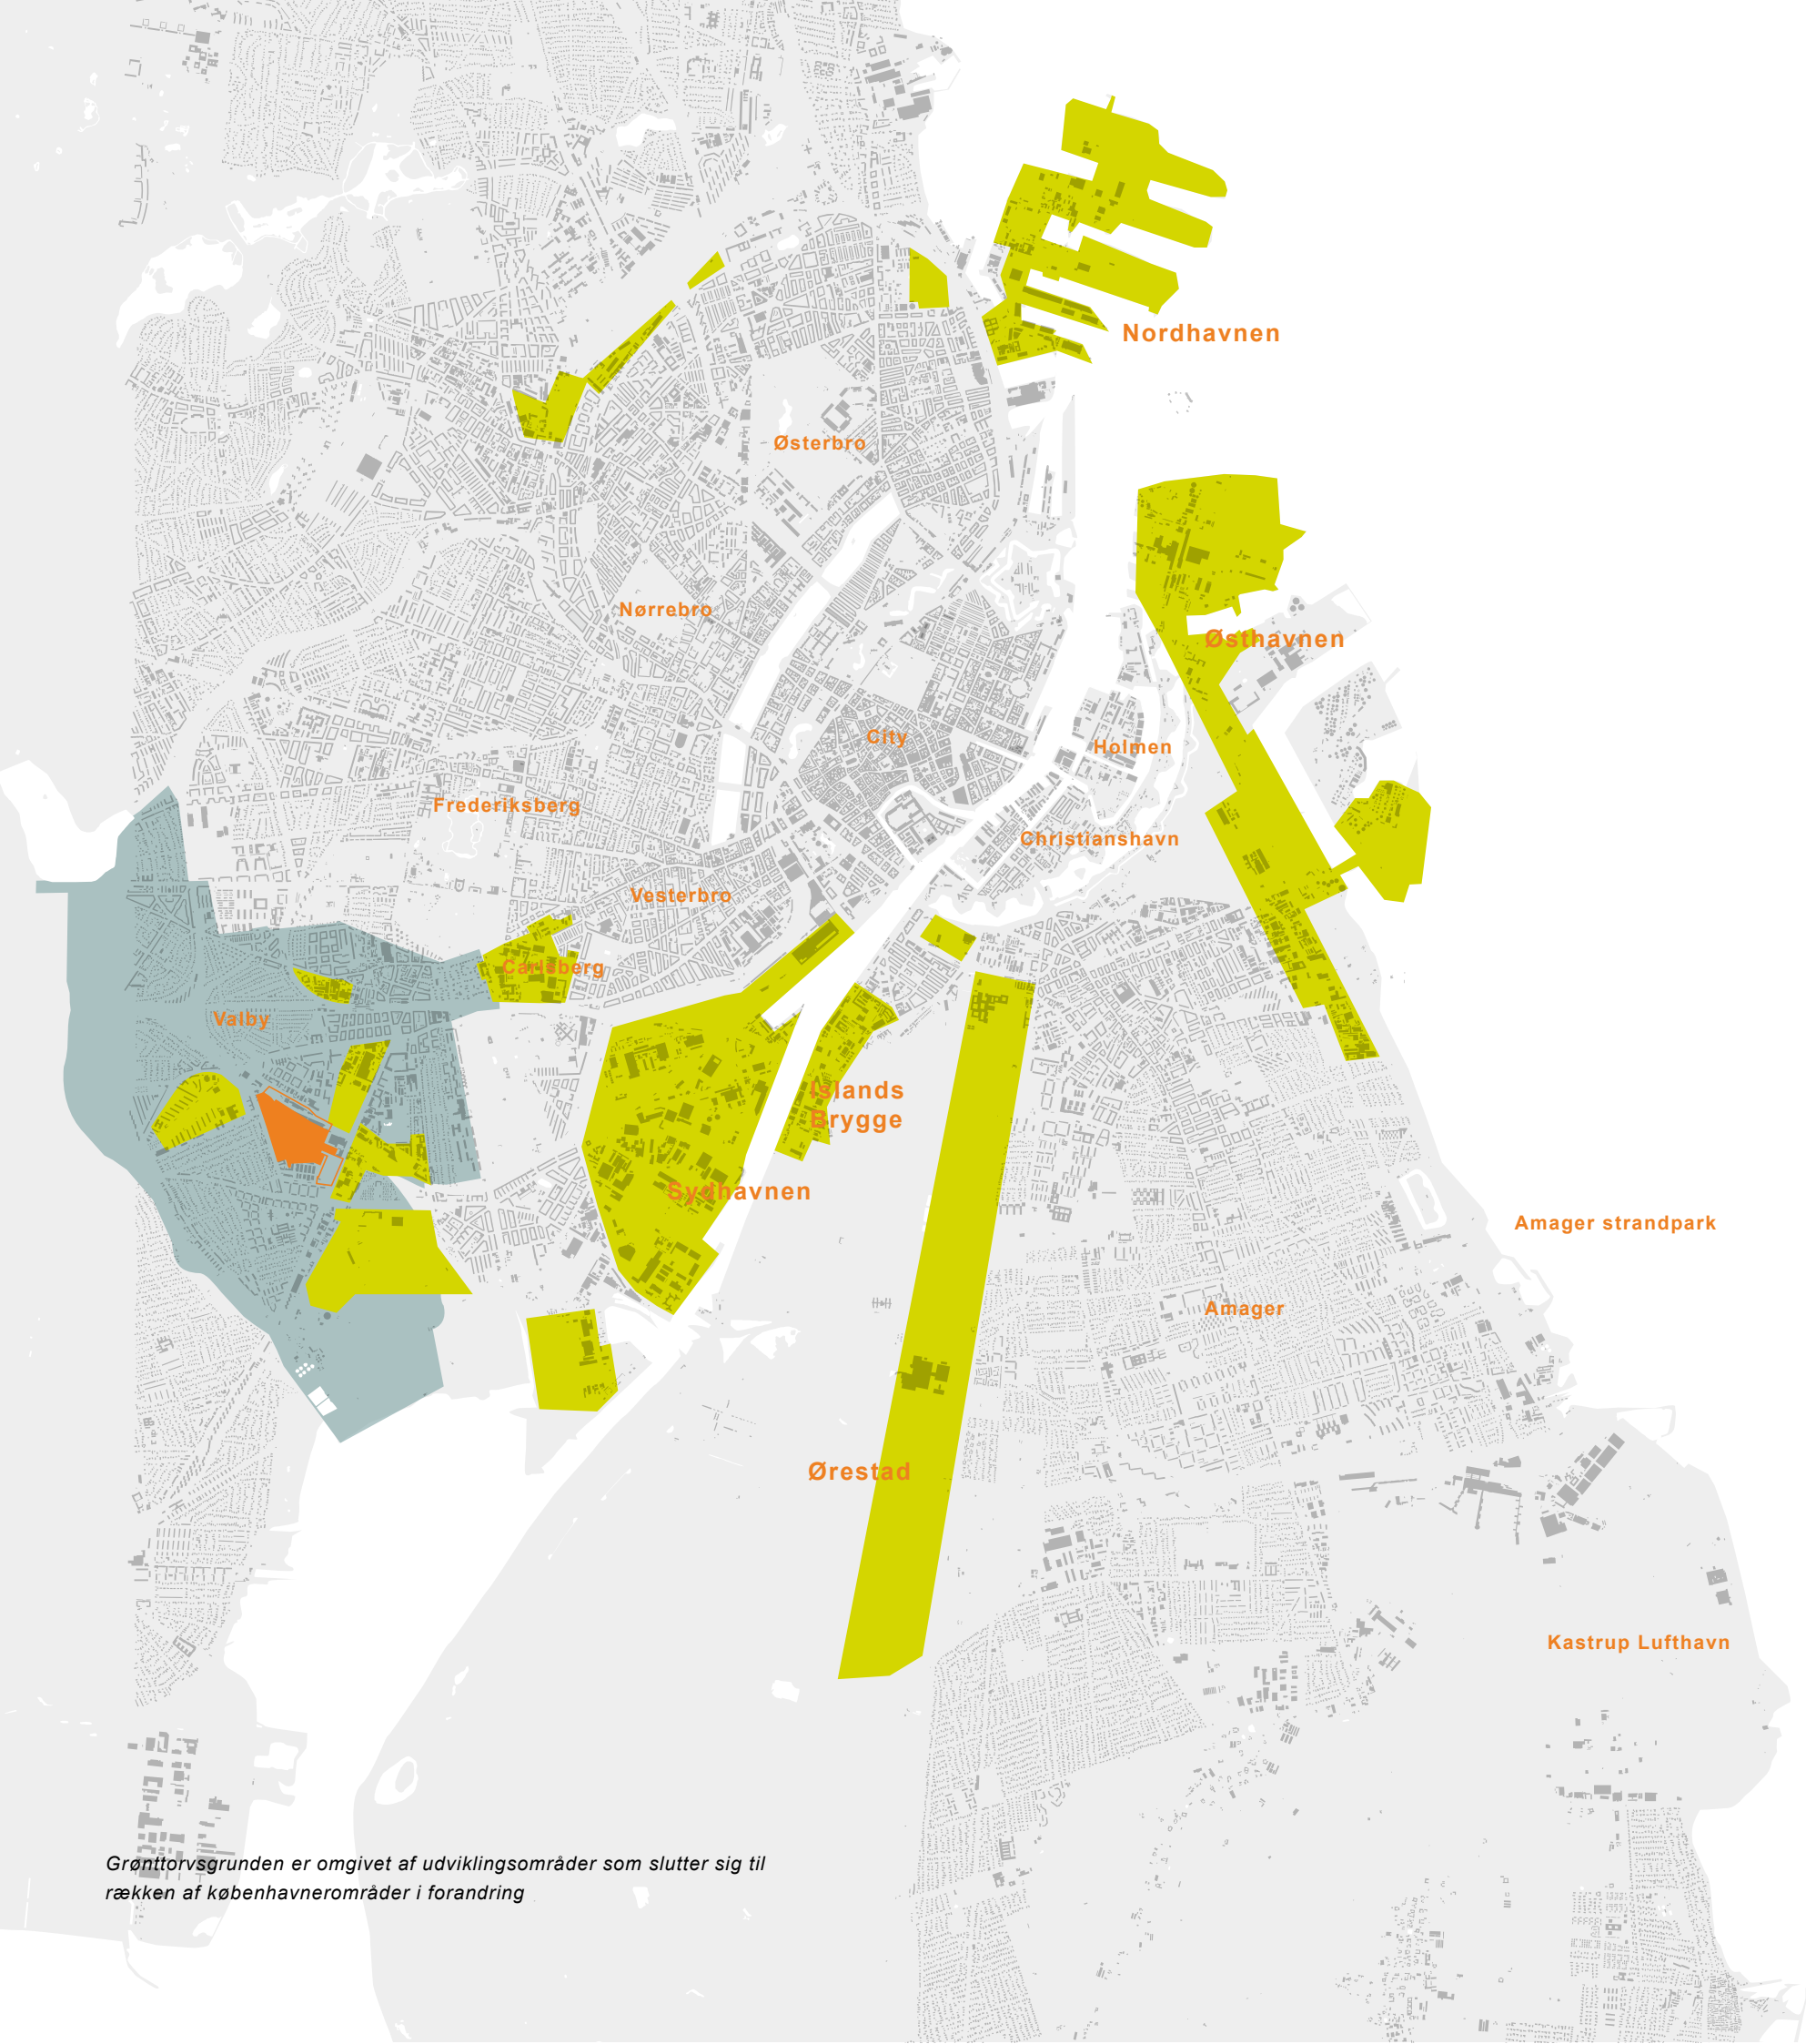 Nordhavnen
Østerbro
Nørrebro
Østhavnen
City
Holmen
Frederiksberg
Christianshavn
Vesterbro
Carlsberg
Valby
Islands
Brygge
Sydhavnen
Amager strandpark
Amager
Ørestad
Kastrup Lufthavn
Grønttorvsgrunden er omgivet af udviklingsområder som slutter sig til
rækken af københavnerområder i forandring